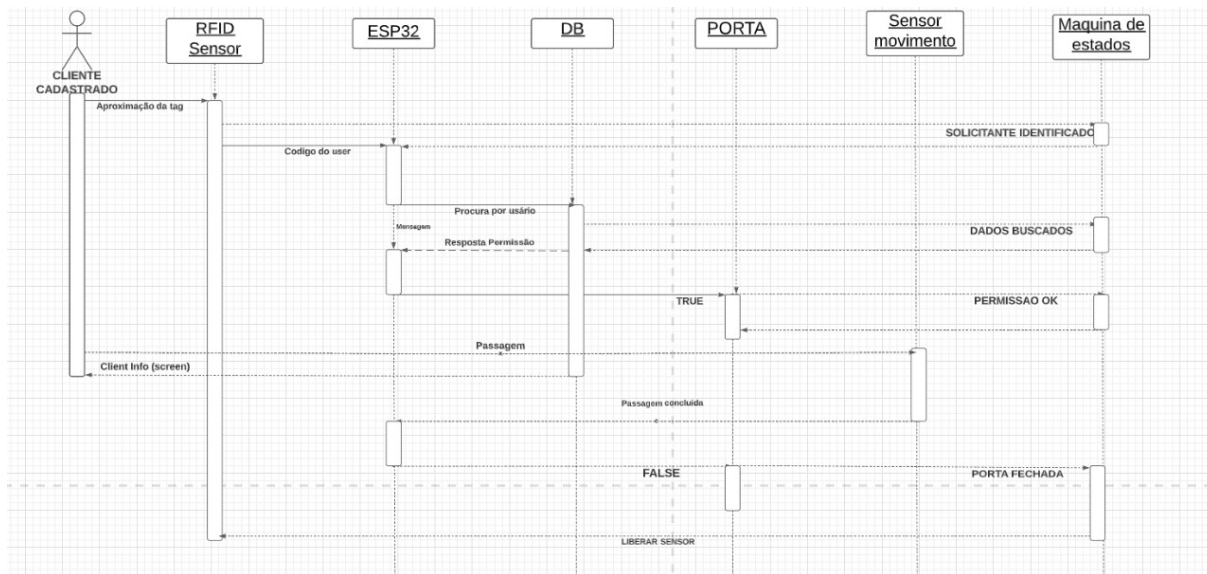 RFID
Sensor
ESP32
DB
PORTA
Sensor
movimento
Maquina de
estados
CLIENTE
CADASTRADO
Aproximação da tag
SOLICITANTE IDENTIFICADO
Codigo do user
Procura por usário
Mensagem
DADOS BUSCADOS
Resposta Permissão
TRUE
PERMISSAO OK
Passagem
Client Info (screen)
Passagem concluida
FALSE
PORTA FECHADA
LIBERAR SENSOR